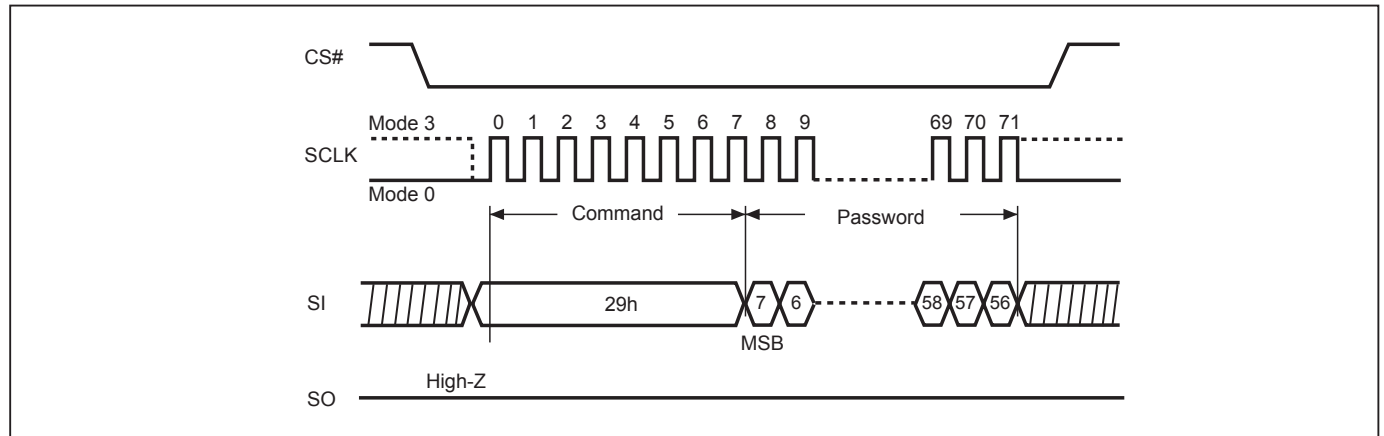 CS#
Mode 3 0 1 2 3 4 5 6 7 8 9 69 70 71
SCLK
Mode 0
Command Password
SI 29h 7 6 58 57 56
MSB
High-Z
SO